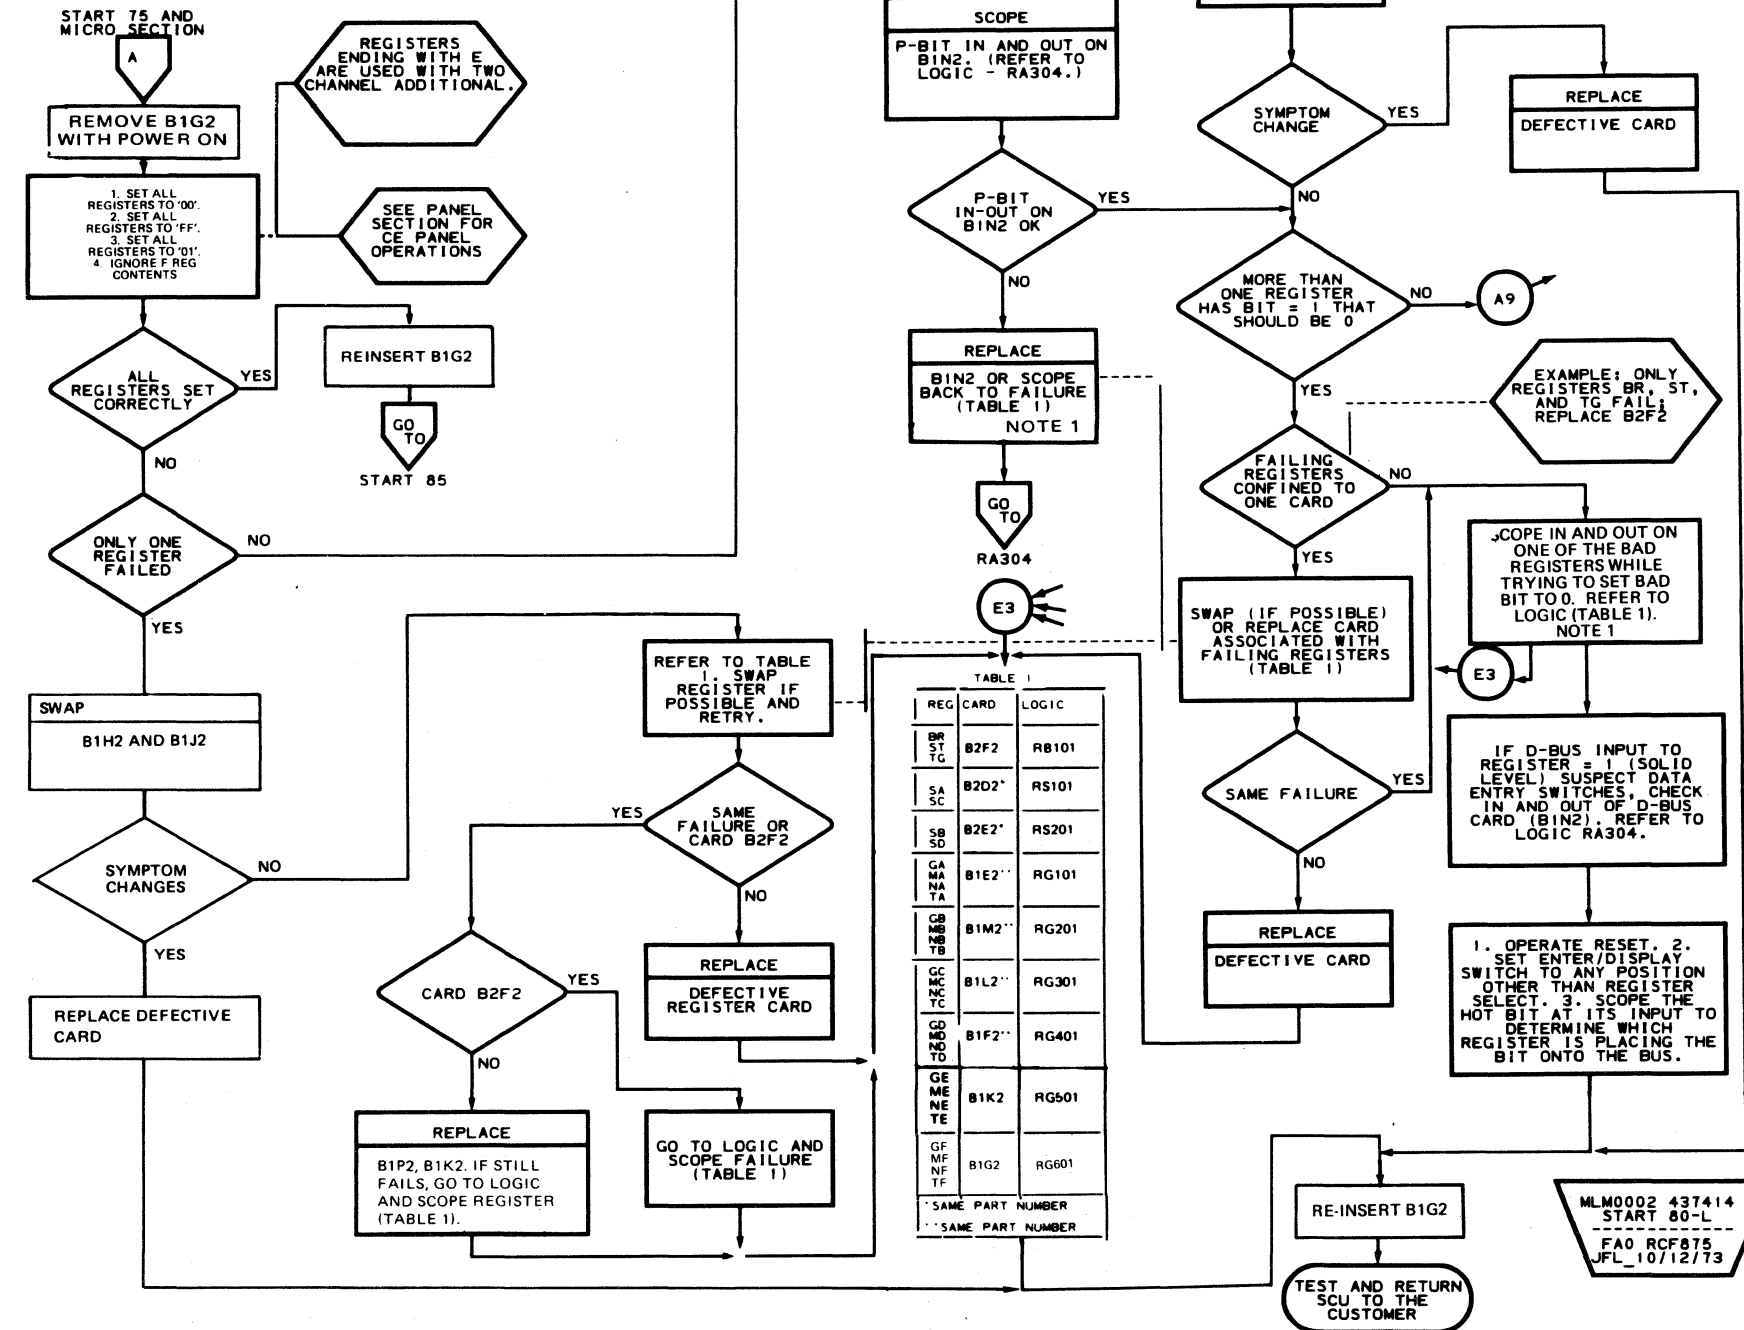 START 75 AND
MICRO SECTION
A
REMOVE B1G2
WITH POWER ON
1. SET ALL
REGISTERS TO '00'.
2. SET ALL
REGISTERS TO 'FF'.
3. SET ALL
REGISTERS TO '01'.
4. IGNORE F REG
CONTENTS
REGISTERS
ENDING WITH E
ARE USED WITH TWO
CHANNEL ADDITIONAL.
SEE PANEL
SECTION FOR
CE PANEL
OPERATIONS
ALL
REGISTERS SET
CORRECTLY
YES
REINSERT B1G2
GO
TO
START 85
NO
ONLY ONE
REGISTER
FAILED
NO
YES
SWAP
B1H2 AND B1J2
SYMPTOM
CHANGES
NO
YES
REPLACE DEFECTIVE
CARD
REFER TO TABLE
1. SWAP
REGISTER IF
POSSIBLE AND
RETRY.
SAME
FAILURE OR
CARD B2F2
YES
NO
CARD B2F2
YES
NO
REPLACE
DEFECTIVE
REGISTER CARD
REPLACE
B1P2, B1K2. IF STILL
FAILS, GO TO LOGIC
AND SCOPE REGISTER
(TABLE 1).
GO TO LOGIC AND
SCOPE FAILURE
(TABLE 1)
SCOPE
P-BIT IN AND OUT ON
B1N2. (REFER TO
LOGIC - RA304.)
P-BIT
IN-OUT ON
B1N2 OK
YES
NO
REPLACE
B1N2 OR SCOPE
BACK TO FAILURE
(TABLE 1)
NOTE 1
GO
TO
RA304
E3
TABLE 1
REG CARD LOGIC
BR
ST B2F2 RB101
TG
SA B2D2* RS101
SC
SB B2E2* RS201
SD
GA
MA B1E2** RG101
NA
TA
GB
MB B1M2** RG201
NB
TB
GC
MC B1L2** RG301
NC
TC
GD
MD B1F2** RG401
ND
TD
GE
ME B1K2 RG501
NE
TE
GF
MF B1G2 RG601
NF
TF
*SAME PART NUMBER
**SAME PART NUMBER
SYMPTOM
CHANGE
YES
REPLACE
DEFECTIVE CARD
NO
MORE THAN
ONE REGISTER
HAS BIT = 1 THAT
SHOULD BE 0
NO
A9
YES
EXAMPLE: ONLY
REGISTERS BR, ST,
AND TG FAIL;
REPLACE B2F2
FAILING
REGISTERS
CONFINED TO
ONE CARD
NO
YES
SCOPE IN AND OUT ON
ONE OF THE BAD
REGISTERS WHILE
TRYING TO SET BAD
BIT TO 0. REFER TO
LOGIC (TABLE 1).
NOTE 1
E3
SWAP (IF POSSIBLE)
OR REPLACE CARD
ASSOCIATED WITH
FAILING REGISTERS
(TABLE 1)
SAME FAILURE
YES
NO
REPLACE
DEFECTIVE CARD
IF D-BUS INPUT TO
REGISTER = 1 (SOLID
LEVEL) SUSPECT DATA
ENTRY SWITCHES, CHECK
IN AND OUT OF D-BUS
CARD (B1N2). REFER TO
LOGIC RA304.
1. OPERATE RESET. 2.
SET ENTER/DISPLAY
SWITCH TO ANY POSITION
OTHER THAN REGISTER
SELECT. 3. SCOPE THE
HOT BIT AT ITS INPUT TO
DETERMINE WHICH
REGISTER IS PLACING THE
BIT ONTO THE BUS.
RE-INSERT B1G2
TEST AND RETURN
SCU TO THE
CUSTOMER
MLM0002 437414
START 80-L
FA0 RCF875
JFL_10/12/73